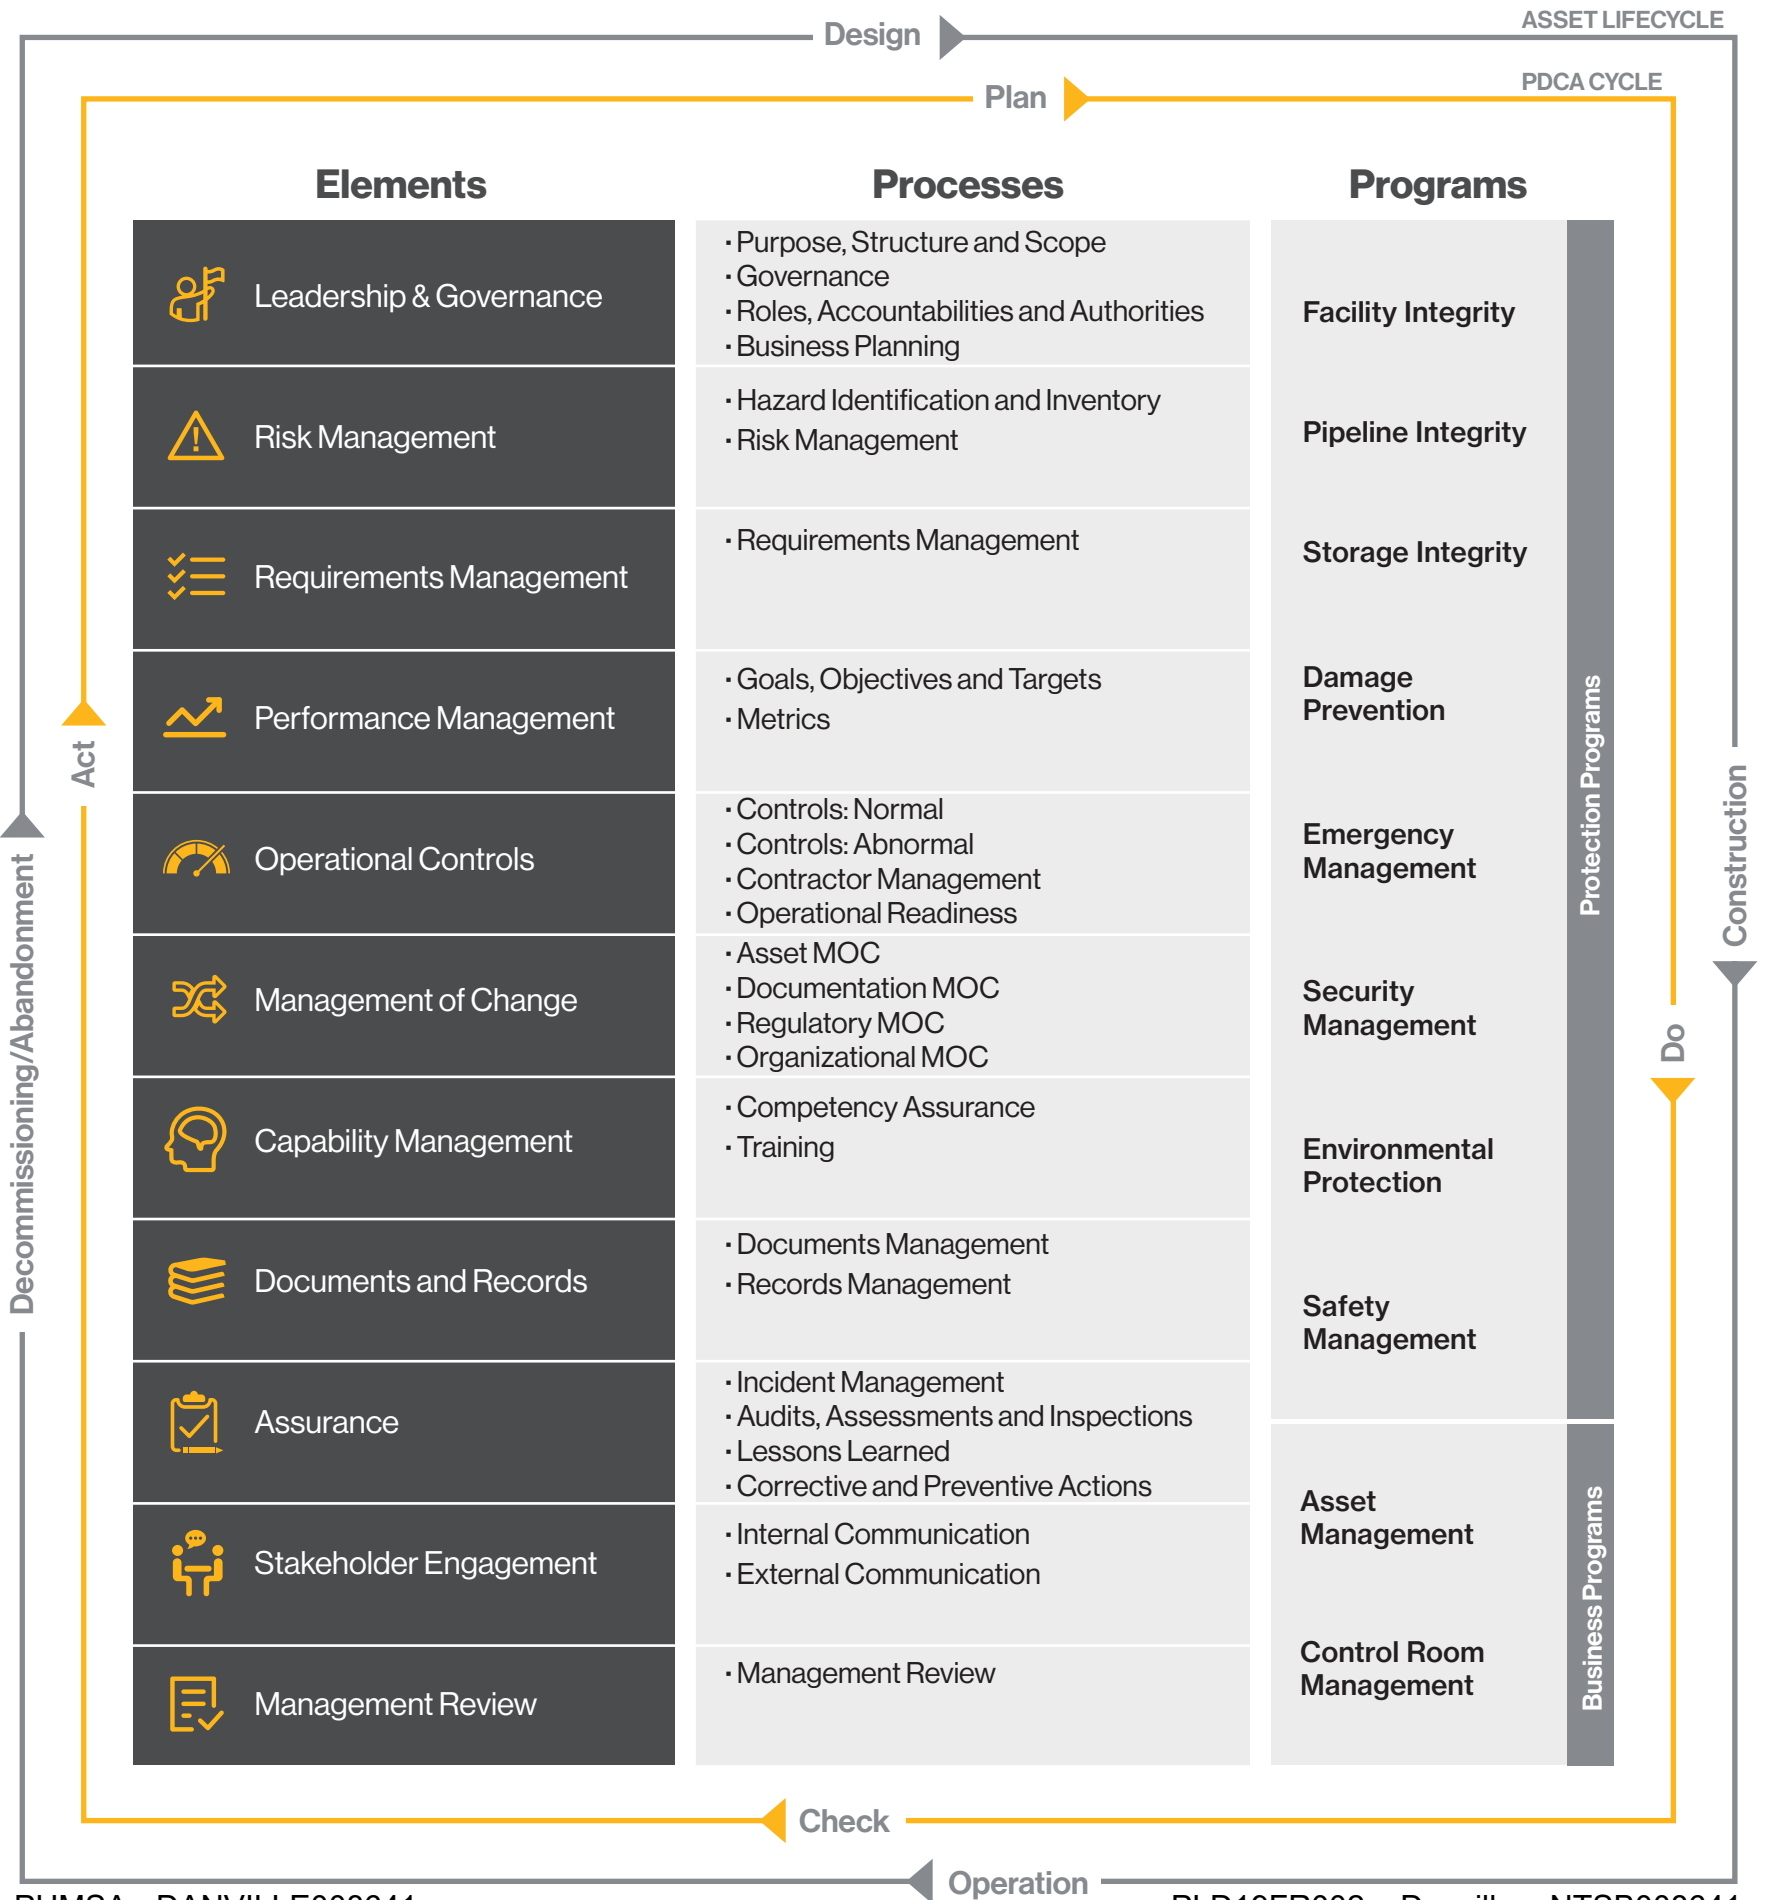 ASSET LIFECYCLE
Design
PDCA CYCLE
Plan
Elements
Processes
Programs
Leadership & Governance
· Purpose, Structure and Scope
· Governance
· Roles, Accountabilities and Authorities
· Business Planning
Risk Management
· Hazard Identification and Inventory
· Risk Management
Requirements Management
· Requirements Management
Performance Management
· Goals, Objectives and Targets
· Metrics
Operational Controls
· Controls: Normal
· Controls: Abnormal
· Contractor Management
· Operational Readiness
Management of Change
· Asset MOC
· Documentation MOC
· Regulatory MOC
· Organizational MOC
Capability Management
· Competency Assurance
· Training
Documents and Records
· Documents Management
· Records Management
Assurance
· Incident Management
· Audits, Assessments and Inspections
· Lessons Learned
· Corrective and Preventive Actions
Stakeholder Engagement
· Internal Communication
· External Communication
Management Review
· Management Review
Facility Integrity
Pipeline Integrity
Storage Integrity
Damage
Prevention
Emergency
Management
Security
Management
Environmental
Protection
Safety
Management
Protection Programs
Asset
Management
Control Room
Management
Business Programs
Construction
Do
Check
Operation
Act
Decommissioning/Abandonment